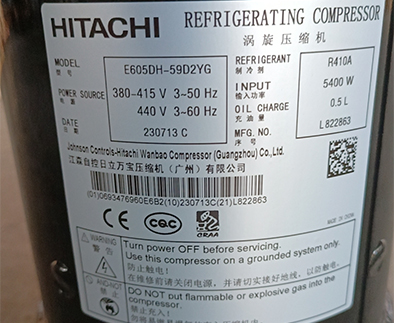 HITACHI REFRIGERATING COMPRESSOR
涡旋压缩机
MODEL 型号 E605DH-59D2YG
REFRIGERANT 制冷剂 R410A
POWER SOURCE 电源 380-415 V 3~50 Hz
440 V 3~60 Hz
INPUT 输入功率 5400 W
OIL CHARGE 充油量 0.5 L
DATE 日期 230713 C
MFG. NO. 编号 L822863
Johnson Controls-Hitachi Wanbao Compressor (Guangzhou) Co.,Ltd.
江森自控日立万宝压缩机（广州）有限公司
(01)0693476960E6B2(10)230713C(21)L822863
CE CQC CRAA
MADE IN CHINA
WARNING
Turn power OFF before servicing.
Use this compressor on a grounded system only.
防止触电!
在维修前请关闭电源，并请切实接好地线，以防触电。
DO NOT put flammable or explosive gas into the
compressor.